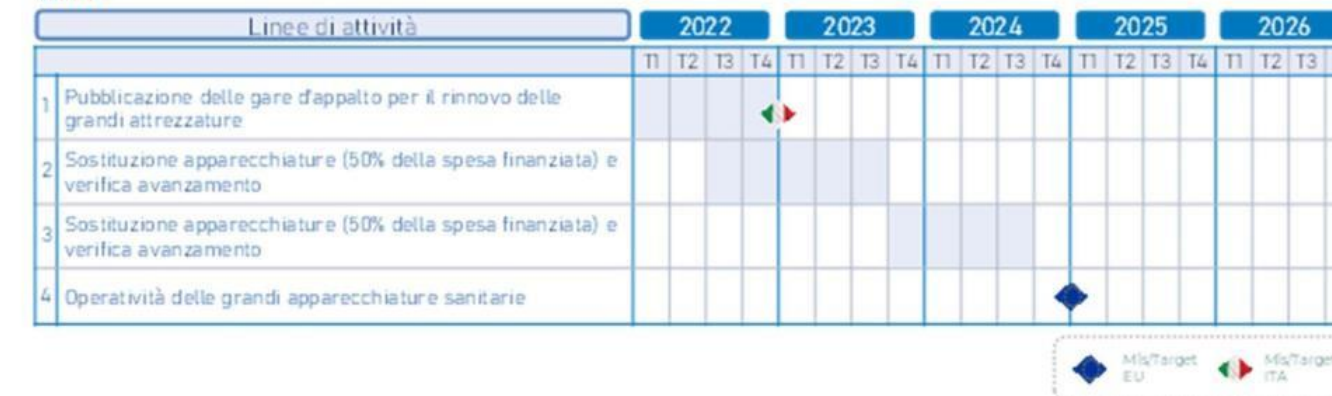 Linee di attività 2022 2023 2024 2025 2026
T1 T2 T3 T4 T1 T2 T3 T4 T1 T2 T3 T4 T1 T2 T3 T4 T1 T2 T3
1 Pubblicazione delle gare d'appalto per il rinnovo delle
grandi attrezzature
2 Sostituzione apparecchiature (50% della spesa finanziata) e
verifica avanzamento
3 Sostituzione apparecchiature (50% della spesa finanziata) e
verifica avanzamento
4 Operatività delle grandi apparecchiature sanitarie
Mls/Target Mls/Targe
EU ITA